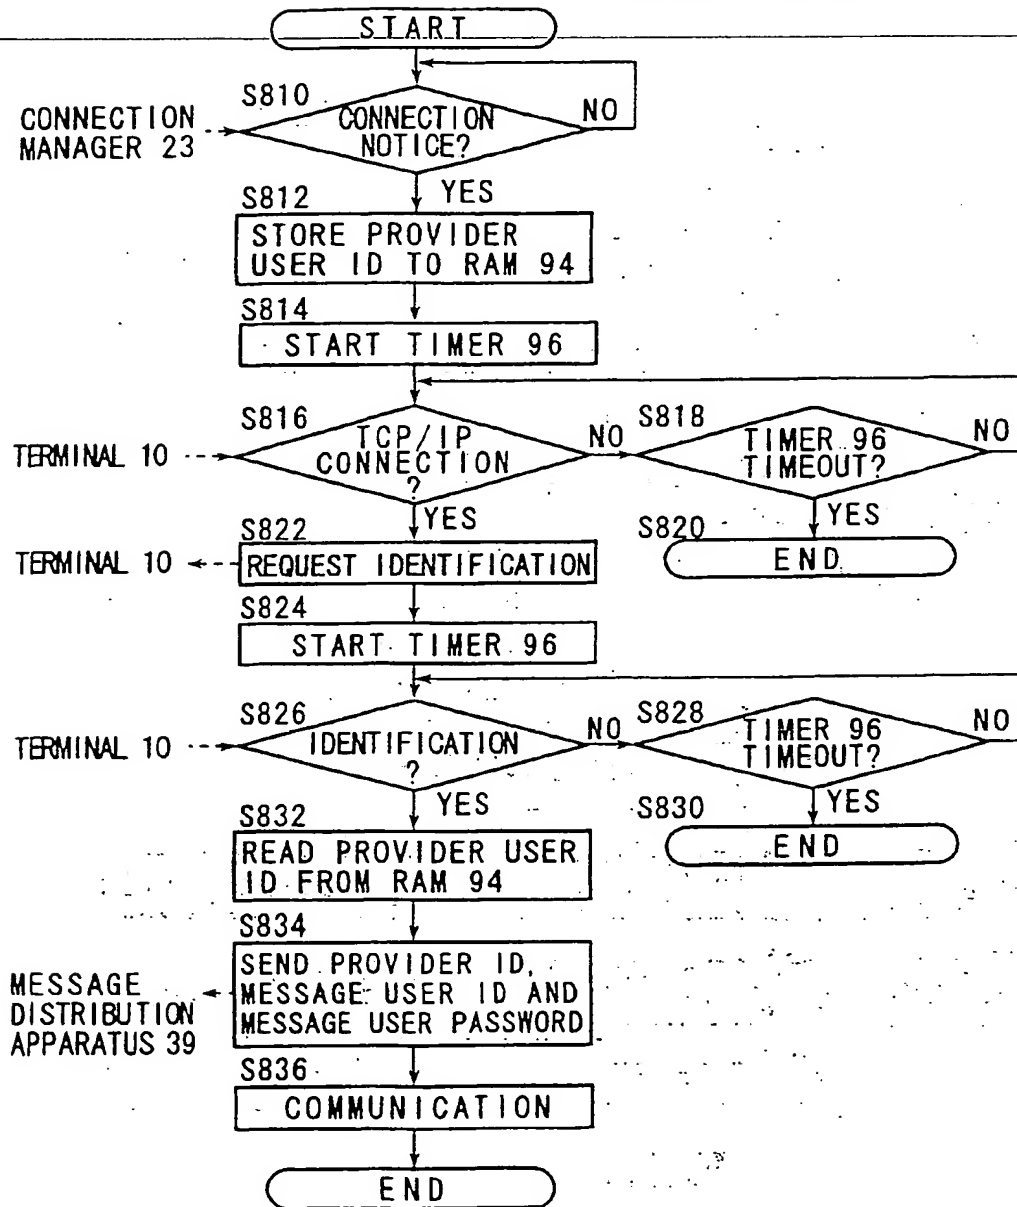 START
S810
CONNECTION
MANAGER 23
CONNECTION
NOTICE?
NO
YES
S812
STORE PROVIDER
USER ID TO RAM 94
S814
START TIMER 96
S816
TERMINAL 10
TCP/IP
CONNECTION
?
NO
S818
TIMER 96
TIMEOUT?
NO
YES
YES
S820
END
S822
TERMINAL 10
REQUEST IDENTIFICATION
S824
START TIMER 96
S826
TERMINAL 10
IDENTIFICATION
?
NO
S828
TIMER 96
TIMEOUT?
NO
YES
YES
S830
END
S832
READ PROVIDER USER
ID FROM RAM 94
S834
MESSAGE
DISTRIBUTION
APPARATUS 39
SEND PROVIDER ID,
MESSAGE USER ID AND
MESSAGE USER PASSWORD
S836
COMMUNICATION
END